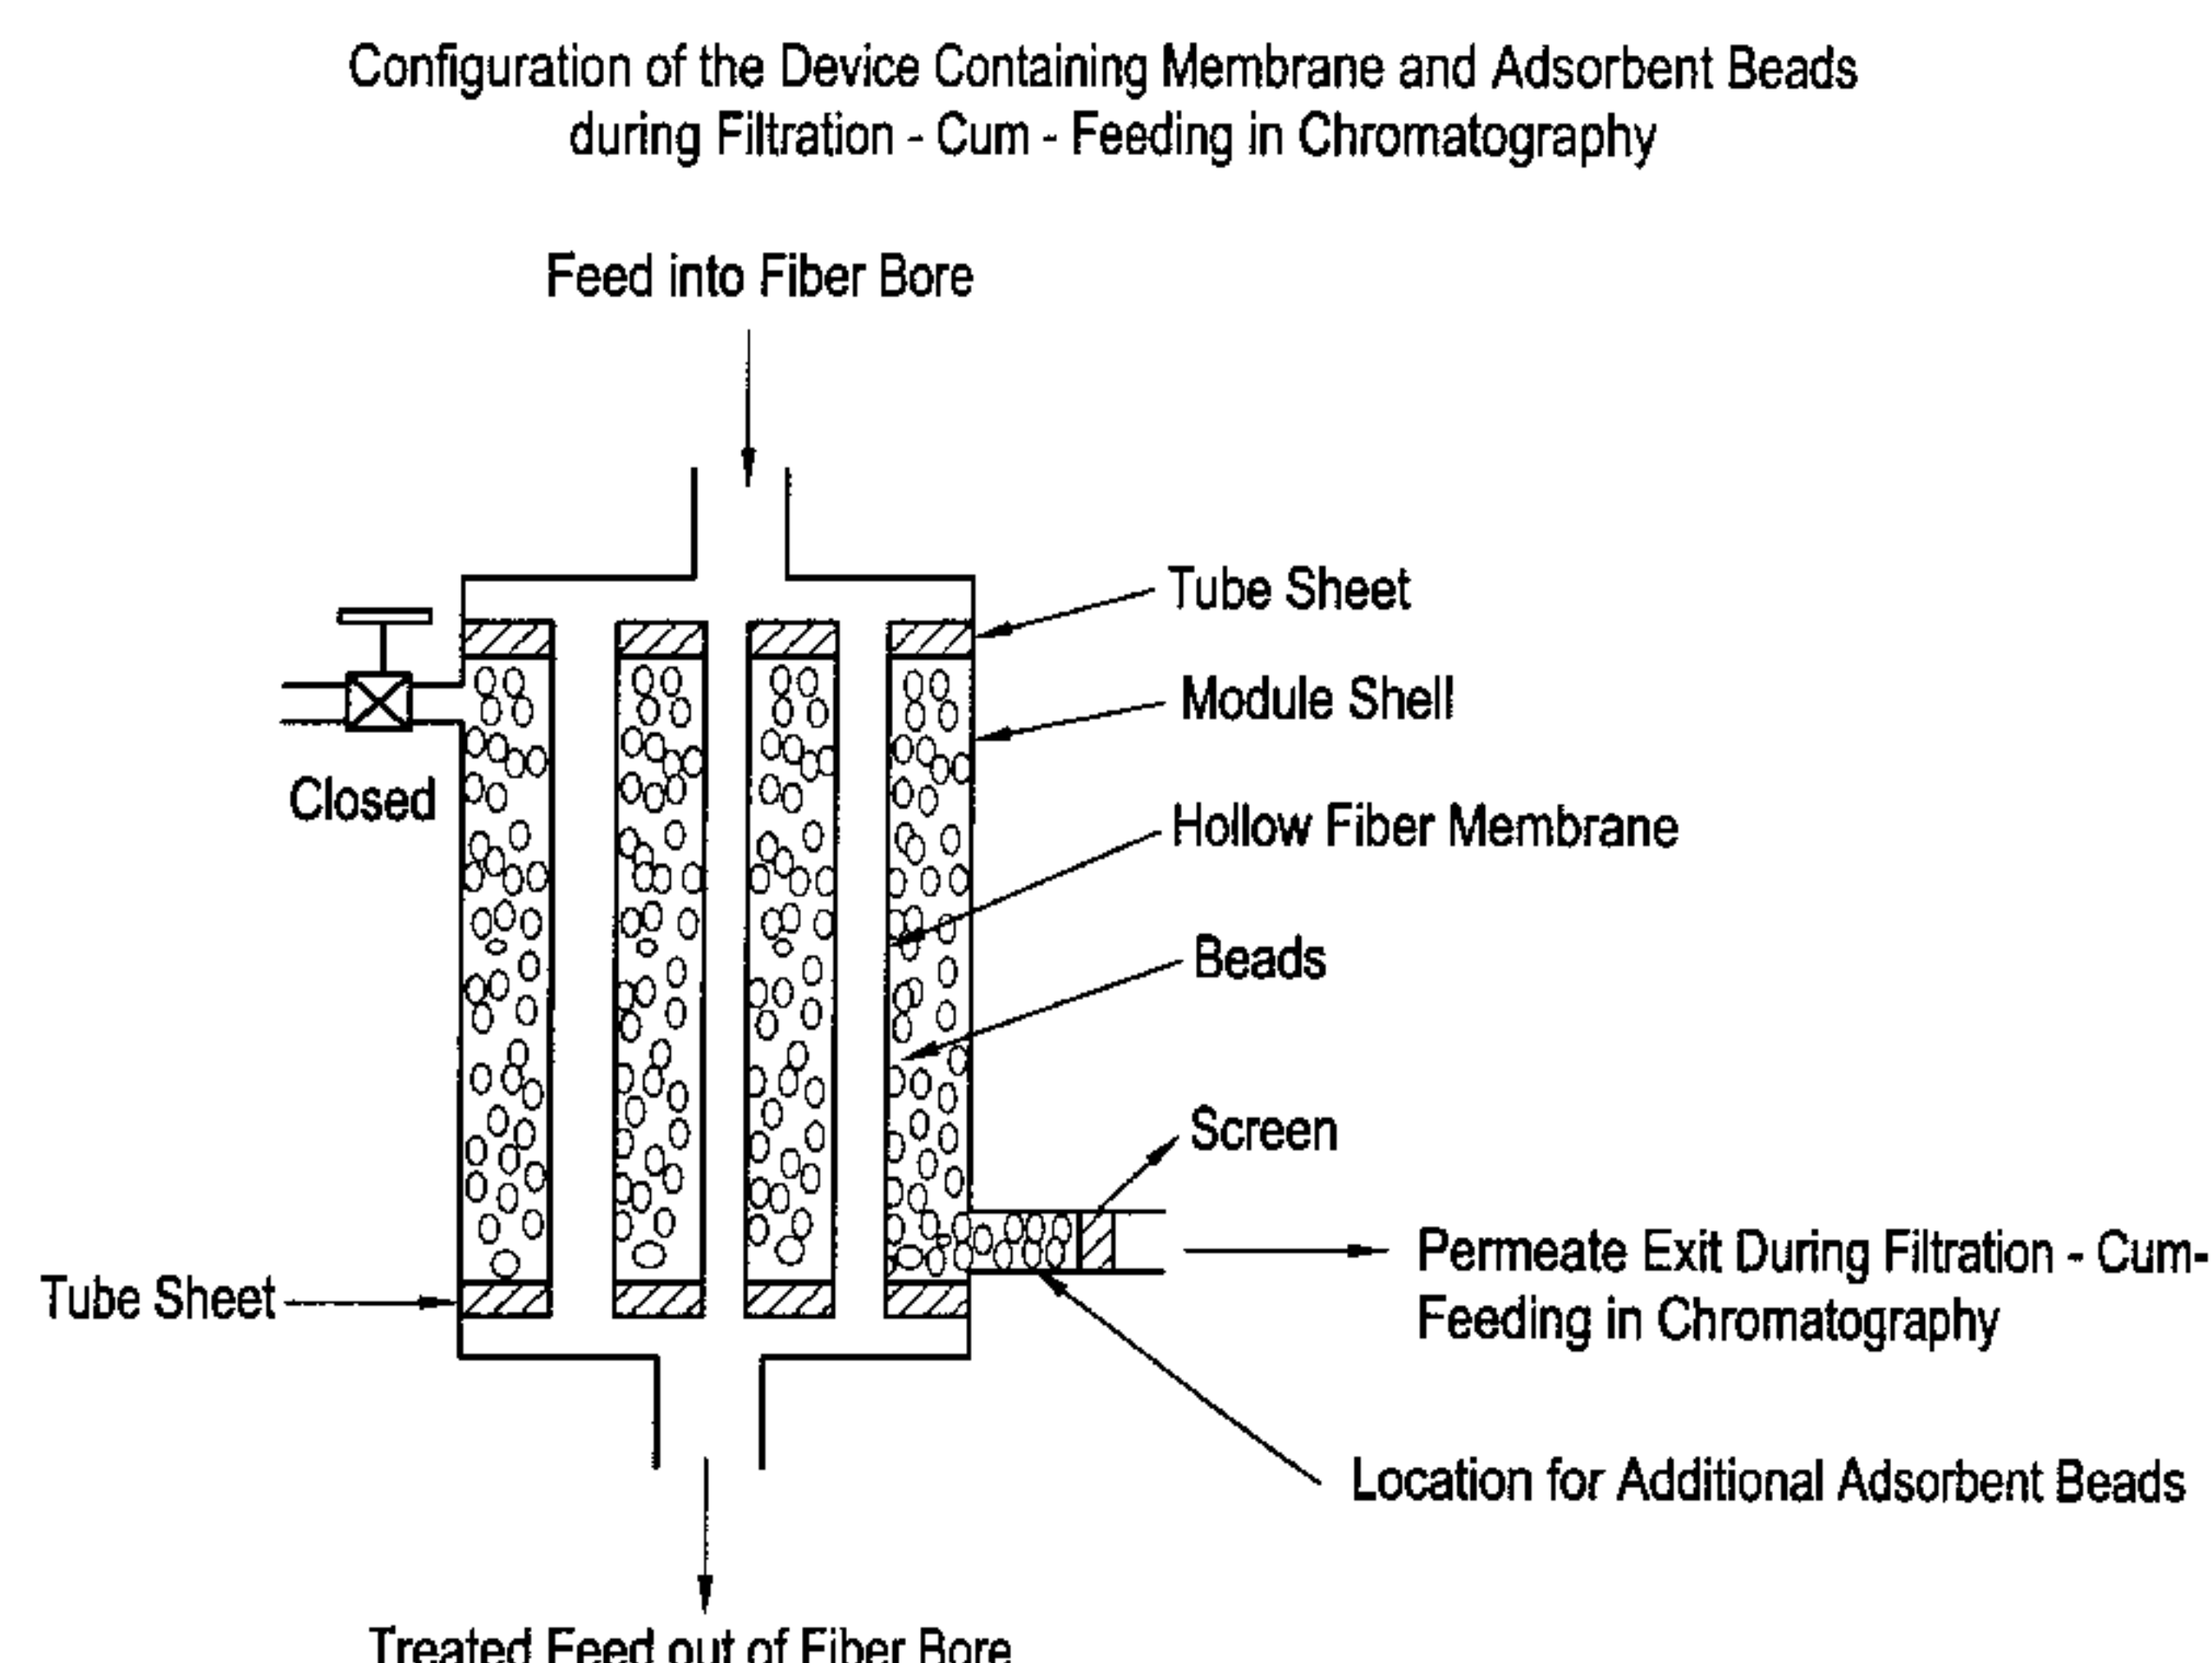 Configuration of the Device Containing Membrane and Adsorbent Beads
during Filtration - Cum - Feeding in Chromatography
Feed into Fiber Bore
Tube Sheet
Module Shell
Closed
Hollow Fiber Membrane
Beads
Screen
Permeate Exit During Filtration - Cum-
Feeding in Chromatography
Tube Sheet
Location for Additional Adsorbent Beads
Treated Feed out of Fiber Bore